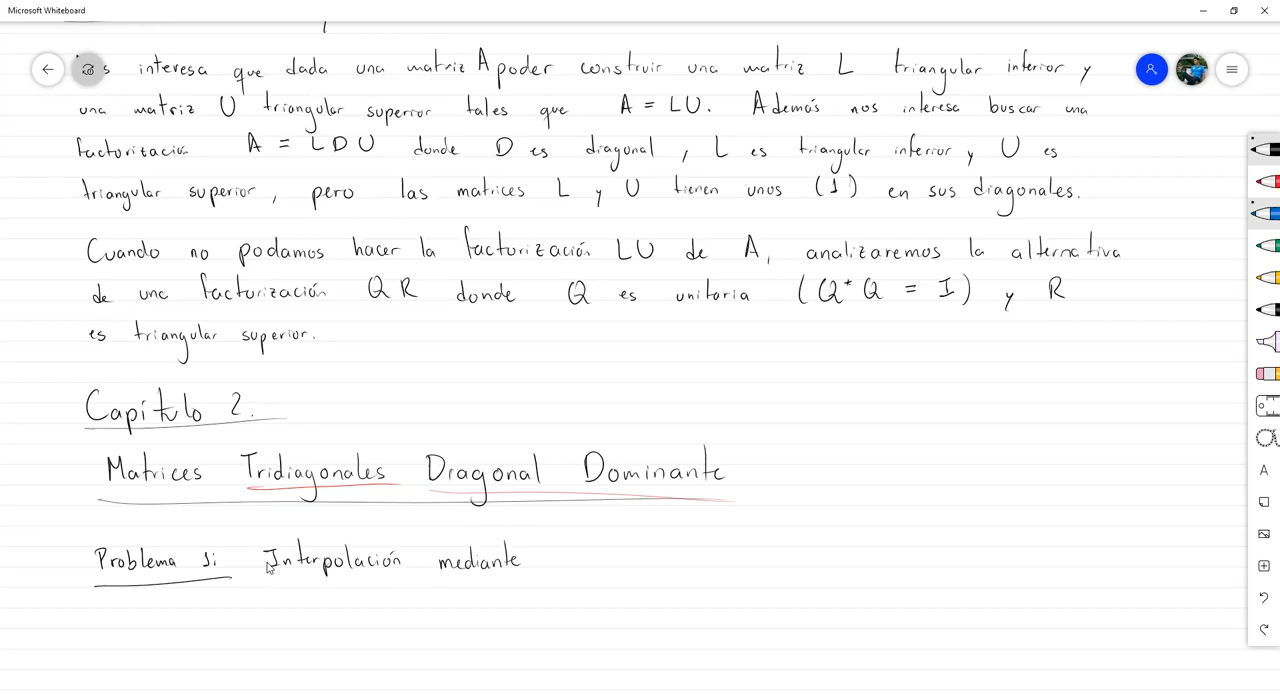 Microsoft Whiteboard
interesa que dada una matriz A poder construir una matriz L triangular inferior y
una matriz U triangular superior tales que A = LU. Además nos interesa buscar una
factorización A = LDU donde D es diagonal, L es triangular inferior y U es
triangular superior, pero las matrices L y U tienen unos (1) en sus diagonales.
Cuando no podamos hacer la factorización LU de A, analizaremos la alternativa
de una factorización QR donde Q es unitaria (Q* Q = I) y R
es triangular superior.
Capítulo 2.
Matrices Tridiagonales Diagonal Dominante
Problema 1: Interpolación mediante